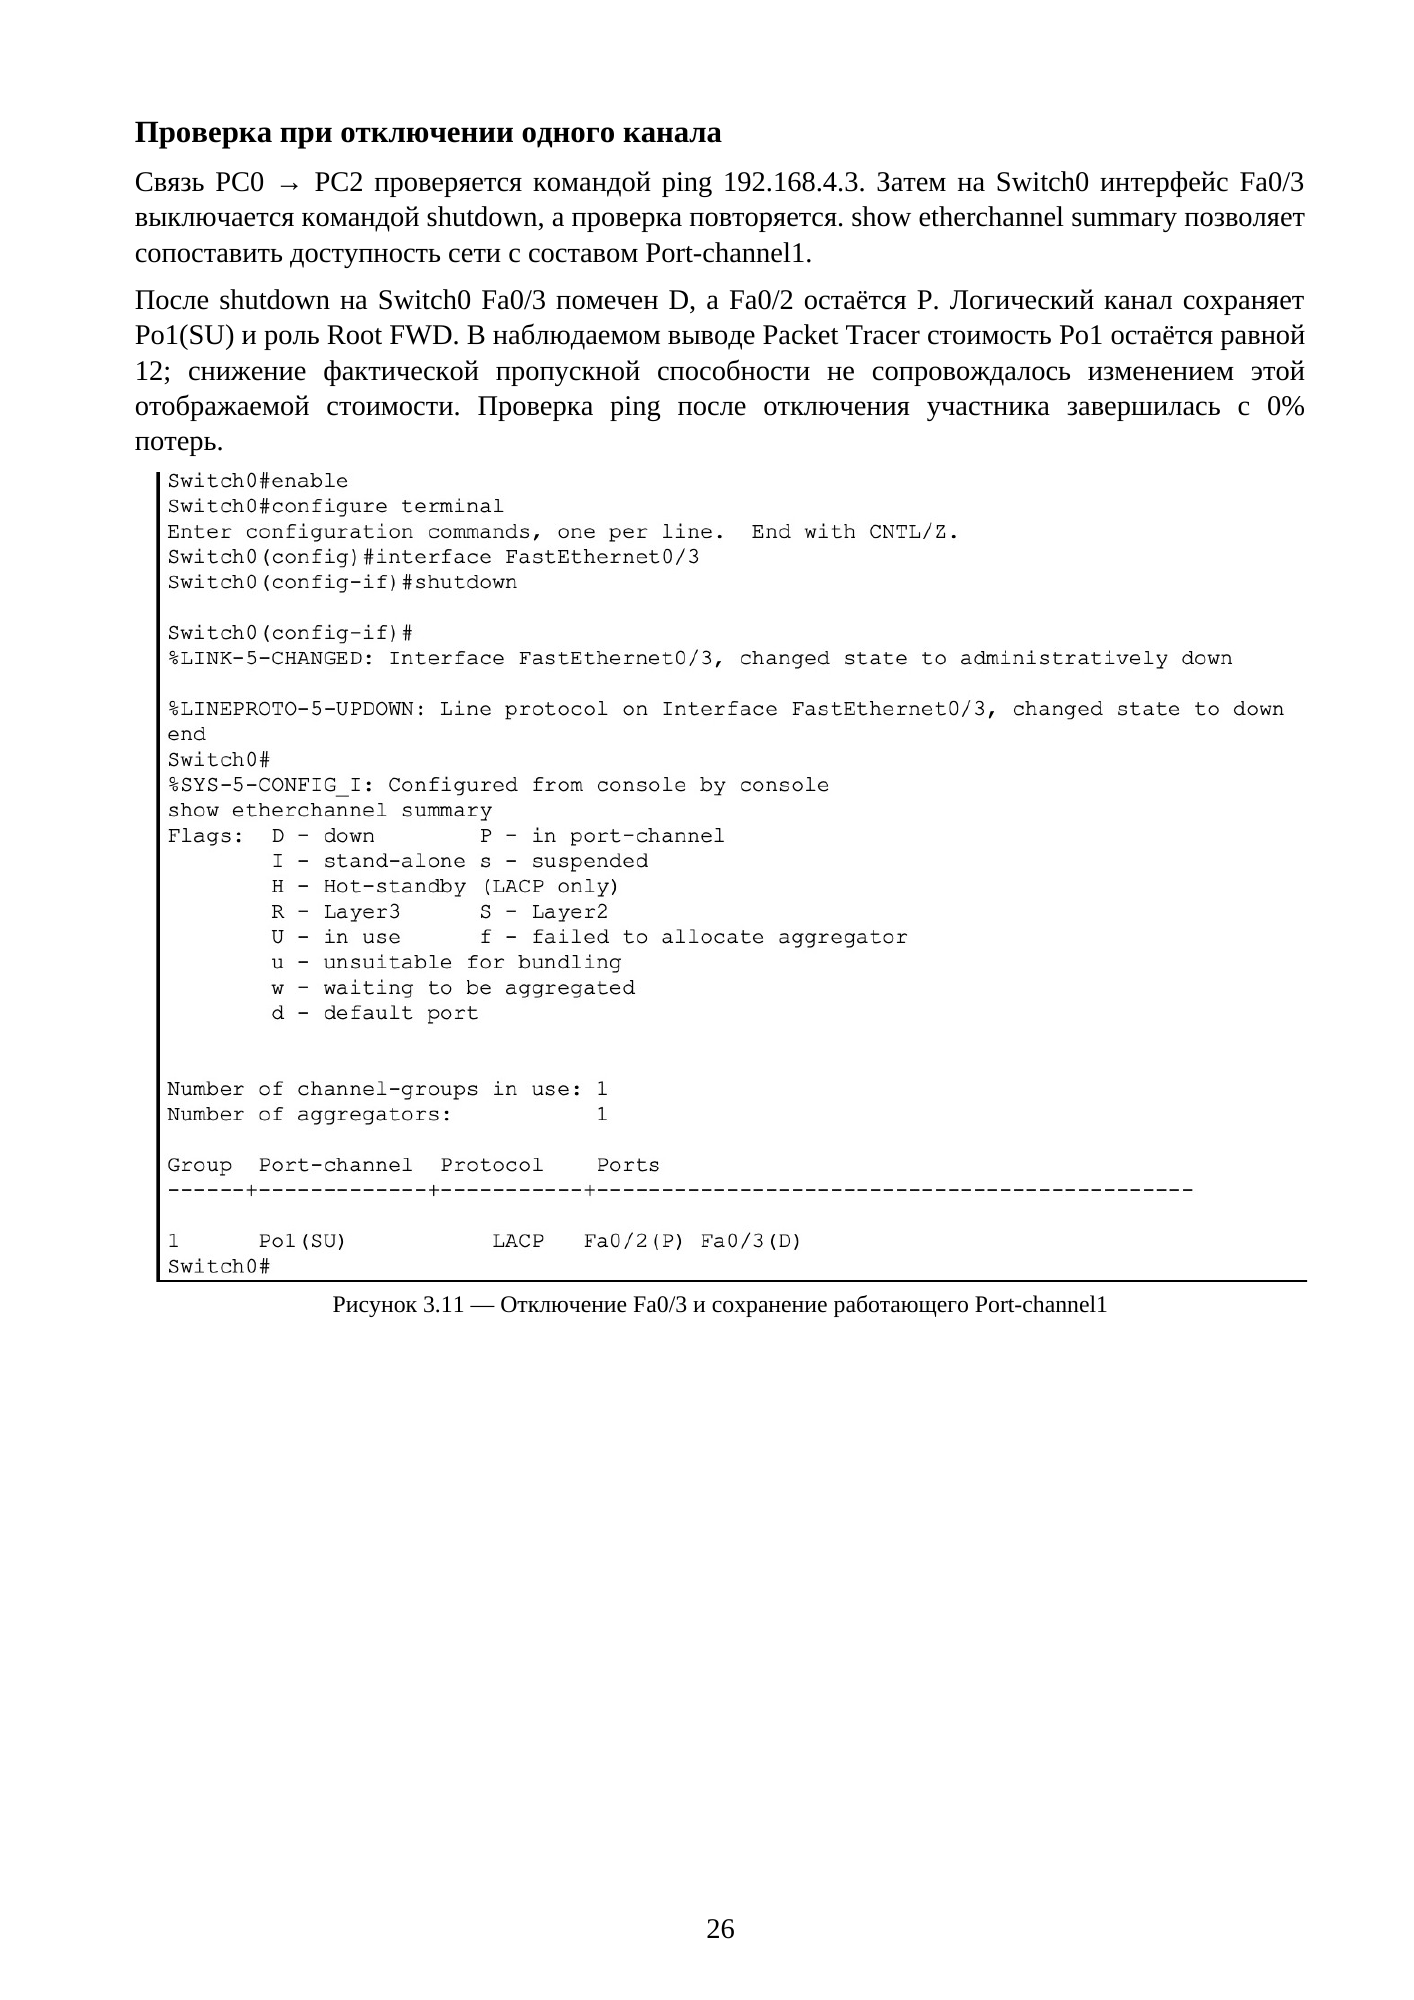 Проверка при отключении одного канала
Связь PC0 → PC2 проверяется командой ping 192.168.4.3. Затем на Switch0 интерфейс Fa0/3
выключается командой shutdown, а проверка повторяется. show etherchannel summary позволяет
сопоставить доступность сети с составом Port-channel1.
После shutdown на Switch0 Fa0/3 помечен D, а Fa0/2 остаётся P. Логический канал сохраняет
Po1(SU) и роль Root FWD. В наблюдаемом выводе Packet Tracer стоимость Po1 остаётся равной
12; снижение фактической пропускной способности не сопровождалось изменением этой
отображаемой стоимости. Проверка ping после отключения участника завершилась с 0%
потерь.
Switch0#enable
Switch0#configure terminal
Enter configuration commands, one per line.  End with CNTL/Z.
Switch0(config)#interface FastEthernet0/3
Switch0(config-if)#shutdown
Switch0(config-if)#
%LINK-5-CHANGED: Interface FastEthernet0/3, changed state to administratively down
%LINEPROTO-5-UPDOWN: Line protocol on Interface FastEthernet0/3, changed state to down
end
Switch0#
%SYS-5-CONFIG_I: Configured from console by console
show etherchannel summary
Flags:  D - down        P - in port-channel
        I - stand-alone s - suspended
        H - Hot-standby (LACP only)
        R - Layer3      S - Layer2
        U - in use      f - failed to allocate aggregator
        u - unsuitable for bundling
        w - waiting to be aggregated
        d - default port
Number of channel-groups in use: 1
Number of aggregators:           1
Group  Port-channel  Protocol    Ports
------+-------------+-----------+----------------------------------------------
1      Po1(SU)           LACP   Fa0/2(P) Fa0/3(D)
Switch0#
Рисунок 3.11 — Отключение Fa0/3 и сохранение работающего Port-channel1
26